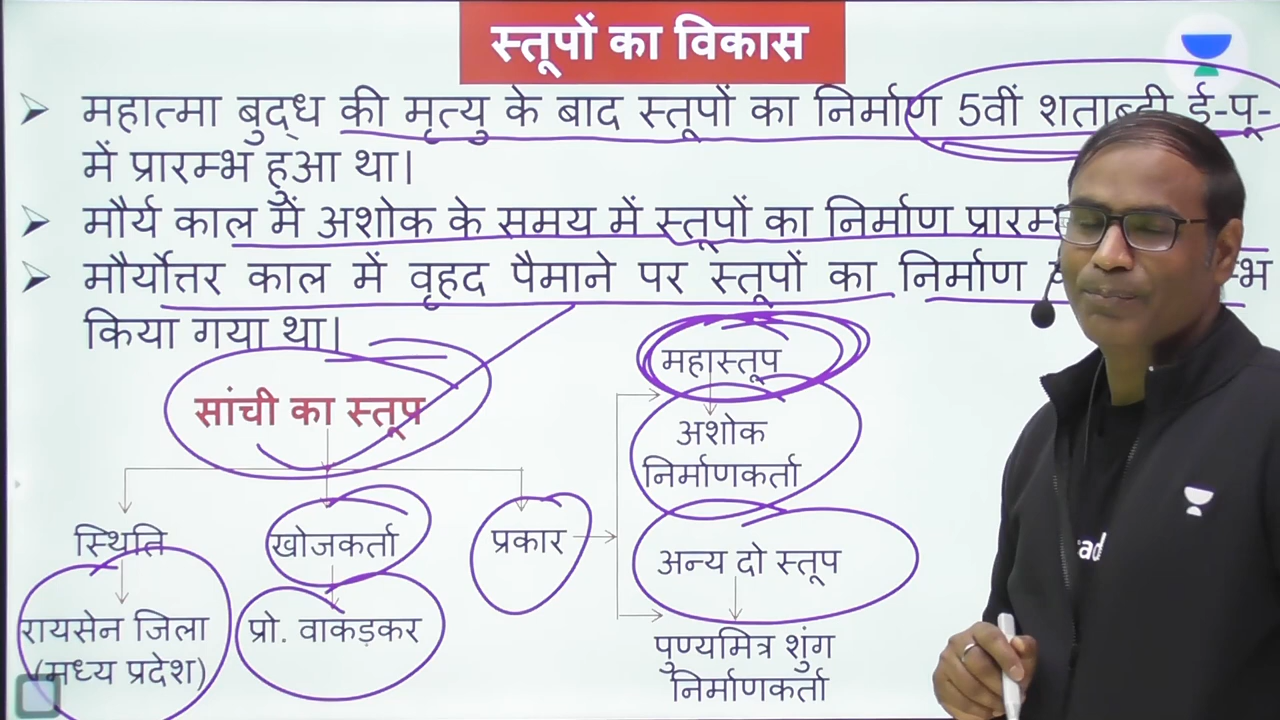 स्तूपों का विकास
महात्मा बुद्ध की मृत्यु के बाद स्तूपों का निर्माण 5वीं शताब्दी ई-पू-
में प्रारम्भ हुआ था।
मौर्य काल में अशोक के समय में स्तूपों का निर्माण
मौर्योत्तर काल में वृहद पैमाने पर स्तूपों का निर्माण
किया गया था।
महास्तूप
सांची का स्तूप
अशोक
निर्माणकर्ता
स्थिति
खोजकर्ता
प्रकार
अन्य दो स्तूप
रायसेन जिला
(मध्य प्रदेश)
प्रो. वाकड़कर
पुण्यमित्र शुंग
निर्माणकर्ता